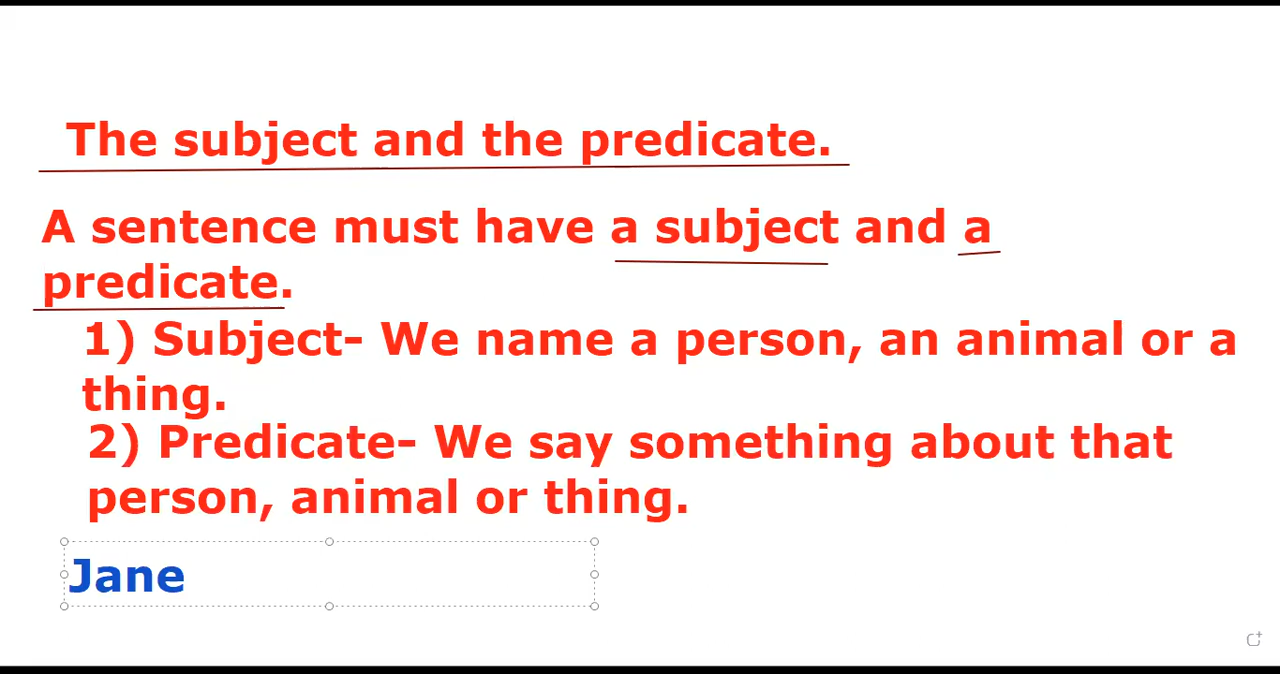 The subject and the predicate.
A sentence must have a subject and a
predicate.
1) Subject- We name a person, an animal or a
thing.
2) Predicate- We say something about that
person, animal or thing.
Jane